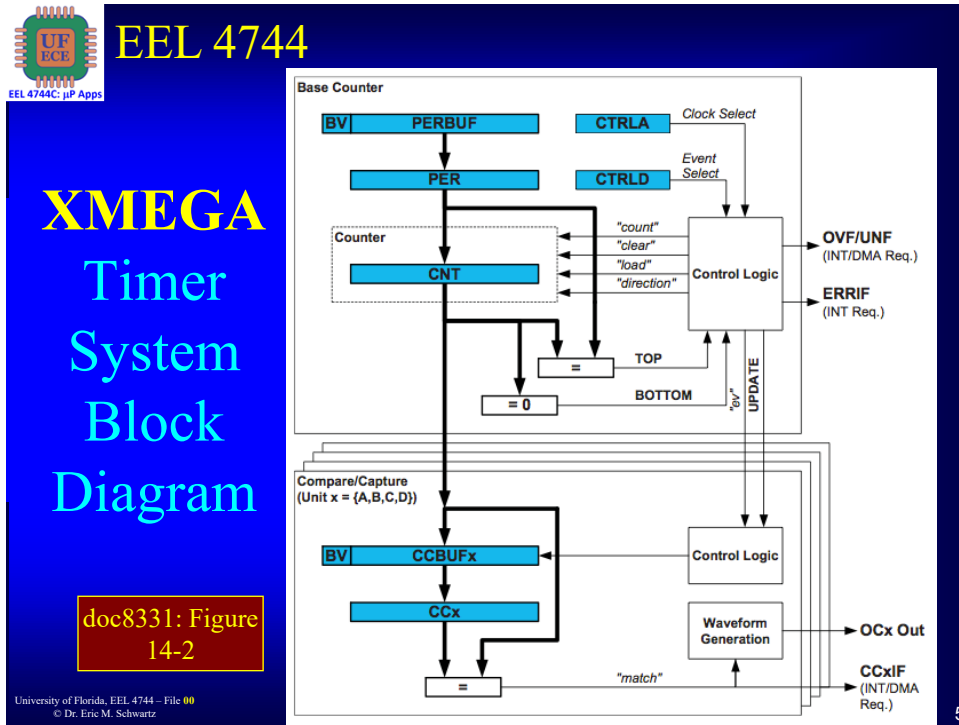 UF
ECE
EEL 4744C: µP Apps
EEL 4744
XMEGA
Timer
System
Block
Diagram
doc8331: Figure
14-2
University of Florida, EEL 4744 – File 00
© Dr. Eric M. Schwartz
Base Counter
BV PERBUF
CTRLA
Clock Select
PER
CTRLD
Event
Select
Counter
CNT
"count"
"clear"
"load"
"direction"
Control Logic
OVF/UNF
(INT/DMA Req.)
ERRIF
(INT Req.)
=
TOP
= 0
BOTTOM
"ev"
UPDATE
Compare/Capture
(Unit x = {A,B,C,D})
BV CCBUFx
Control Logic
CCx
Waveform
Generation
OCx Out
=
"match"
CCxIF
(INT/DMA
Req.)
5